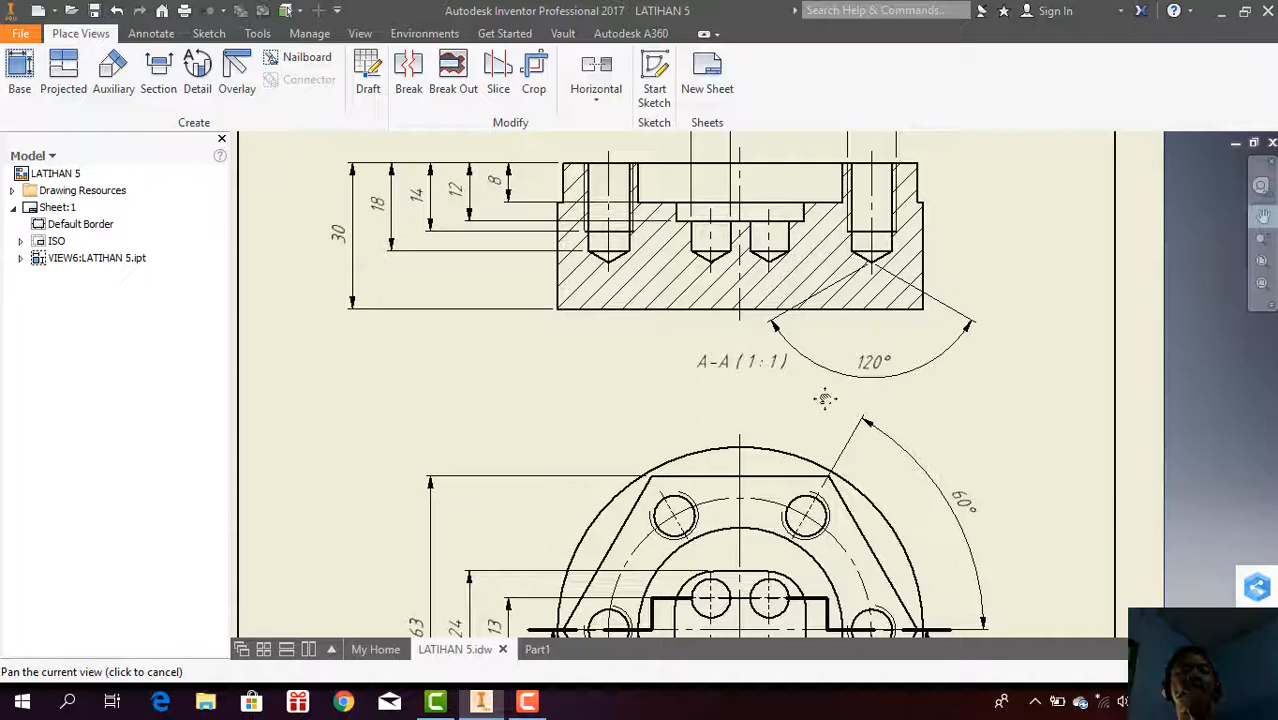 PRO
Autodesk Inventor Professional 2017 LATIHAN 5
Search Help & Commands...
Sign In
File Place Views Annotate Sketch Tools Manage View Environments Get Started Vault Autodesk A360
Base Projected Auxiliary Section Detail Overlay
Nailboard
Connector
Draft Break Break Out Slice Crop Horizontal
Start Sketch
New Sheet
Create Modify Sketch Sheets
Model
LATIHAN 5
Drawing Resources
Sheet:1
Default Border
ISO
VIEW6:LATIHAN 5.ipt
30
18
14
12
8
A-A ( 1 : 1 )
120°
60°
63
24
13
My Home LATIHAN 5.idw Part1
Pan the current view (click to cancel)